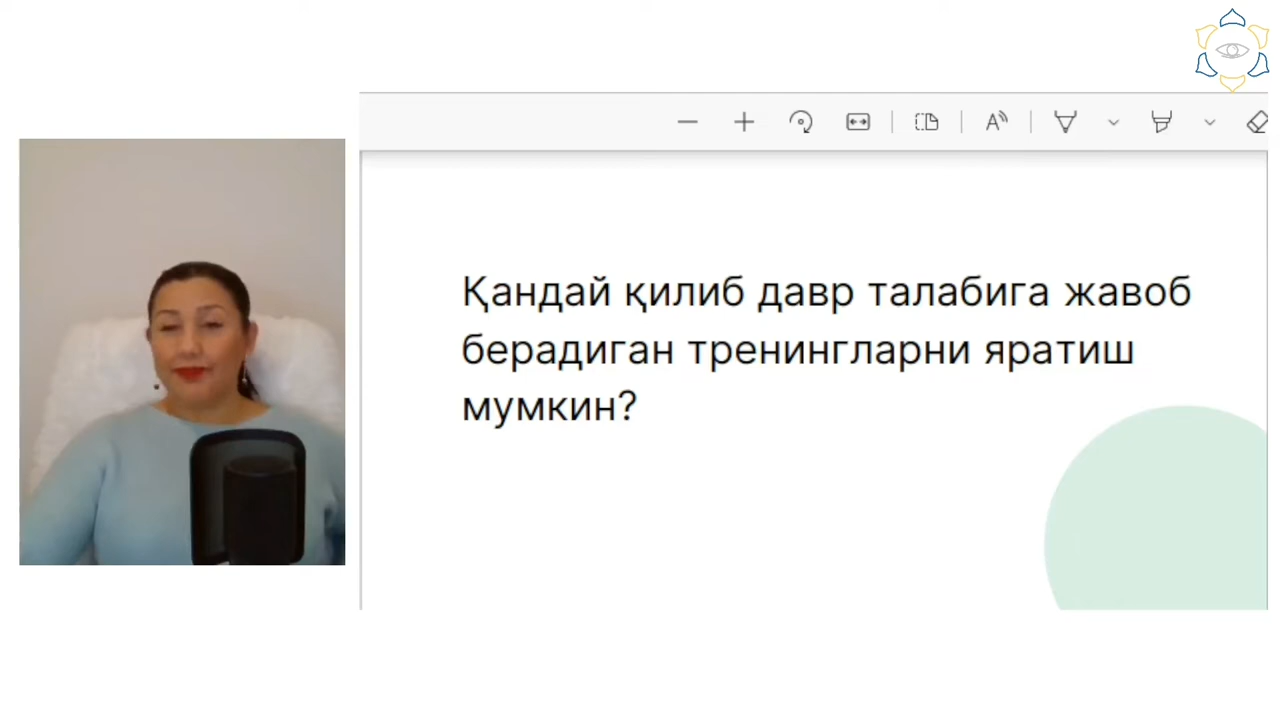 Қандай қилиб давр талабига жавоб
берадиган тренингларни яратиш
мумкин?